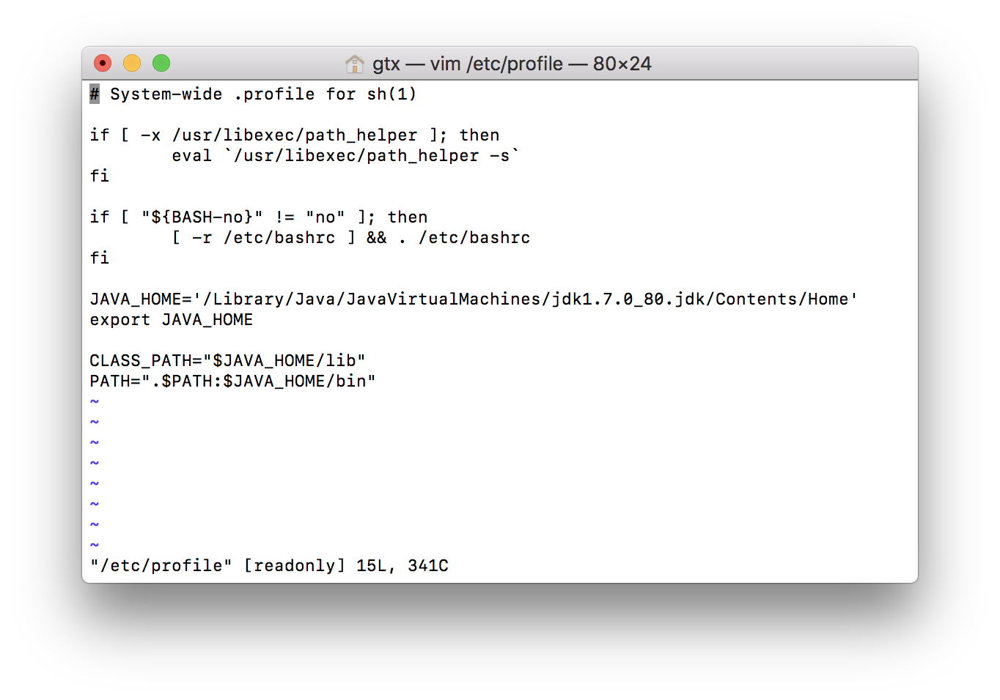 gtx — vim /etc/profile — 80×24
# System-wide .profile for sh(1)
if [ -x /usr/libexec/path_helper ]; then
        eval `/usr/libexec/path_helper -s`
fi
if [ "${BASH-no}" != "no" ]; then
        [ -r /etc/bashrc ] && . /etc/bashrc
fi
JAVA_HOME='/Library/Java/JavaVirtualMachines/jdk1.7.0_80.jdk/Contents/Home'
export JAVA_HOME
CLASS_PATH="$JAVA_HOME/lib"
PATH=".$PATH:$JAVA_HOME/bin"
~
~
~
~
~
~
~
~
"/etc/profile" [readonly] 15L, 341C